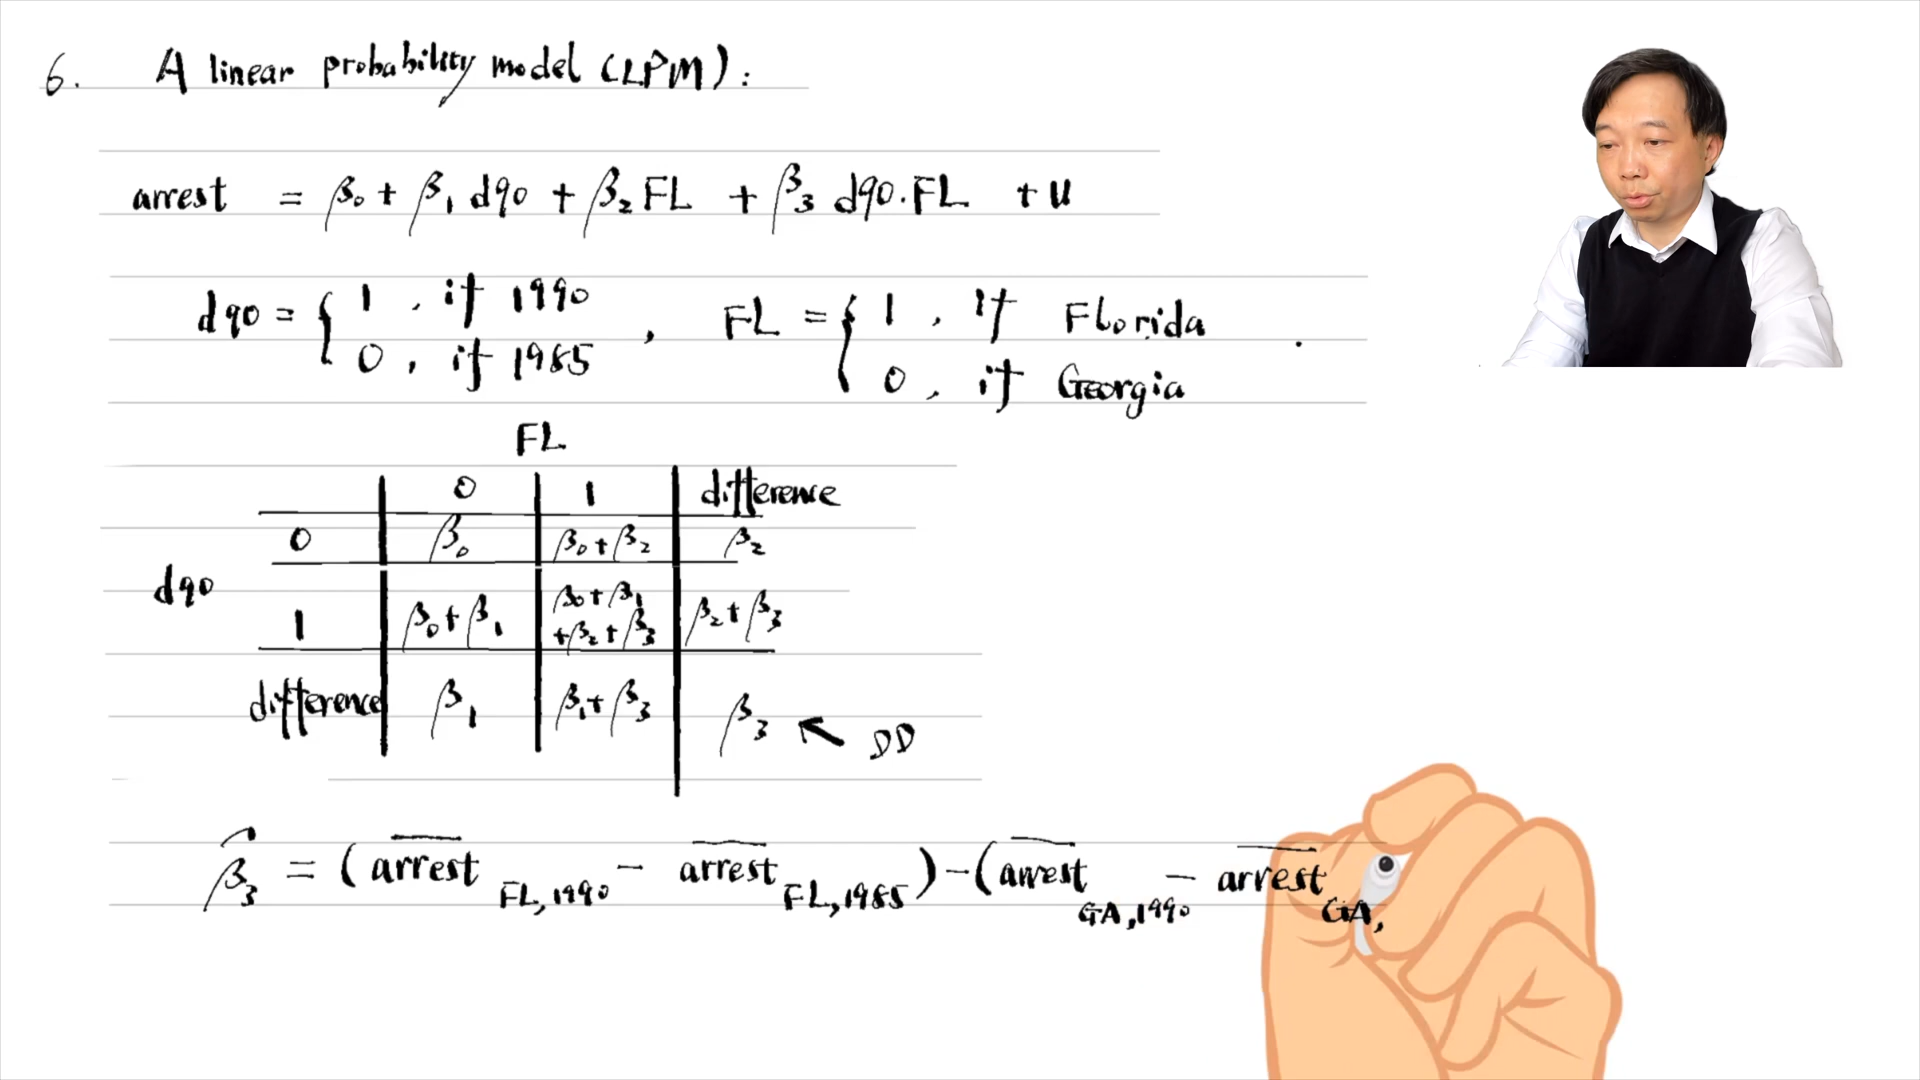 6. A linear probability model (LPM):
arrest = β₀ + β₁ d90 + β₂ FL + β₃ d90·FL + u
d90 = { 1, if 1990
0, if 1985 ,
FL = { 1, if Florida
0, if Georgia .
FL
0 1 difference
0 β₀ β₀+β₂ β₂
d90
1 β₀+β₁ β₀+β₁+β₂+β₃ β₂+β₃
difference β₁ β₁+β₃ β₃ ← DD
β̂₃ = (arrest FL,1990 − arrest FL,1985) − (arrest GA,1990 − arrest GA,